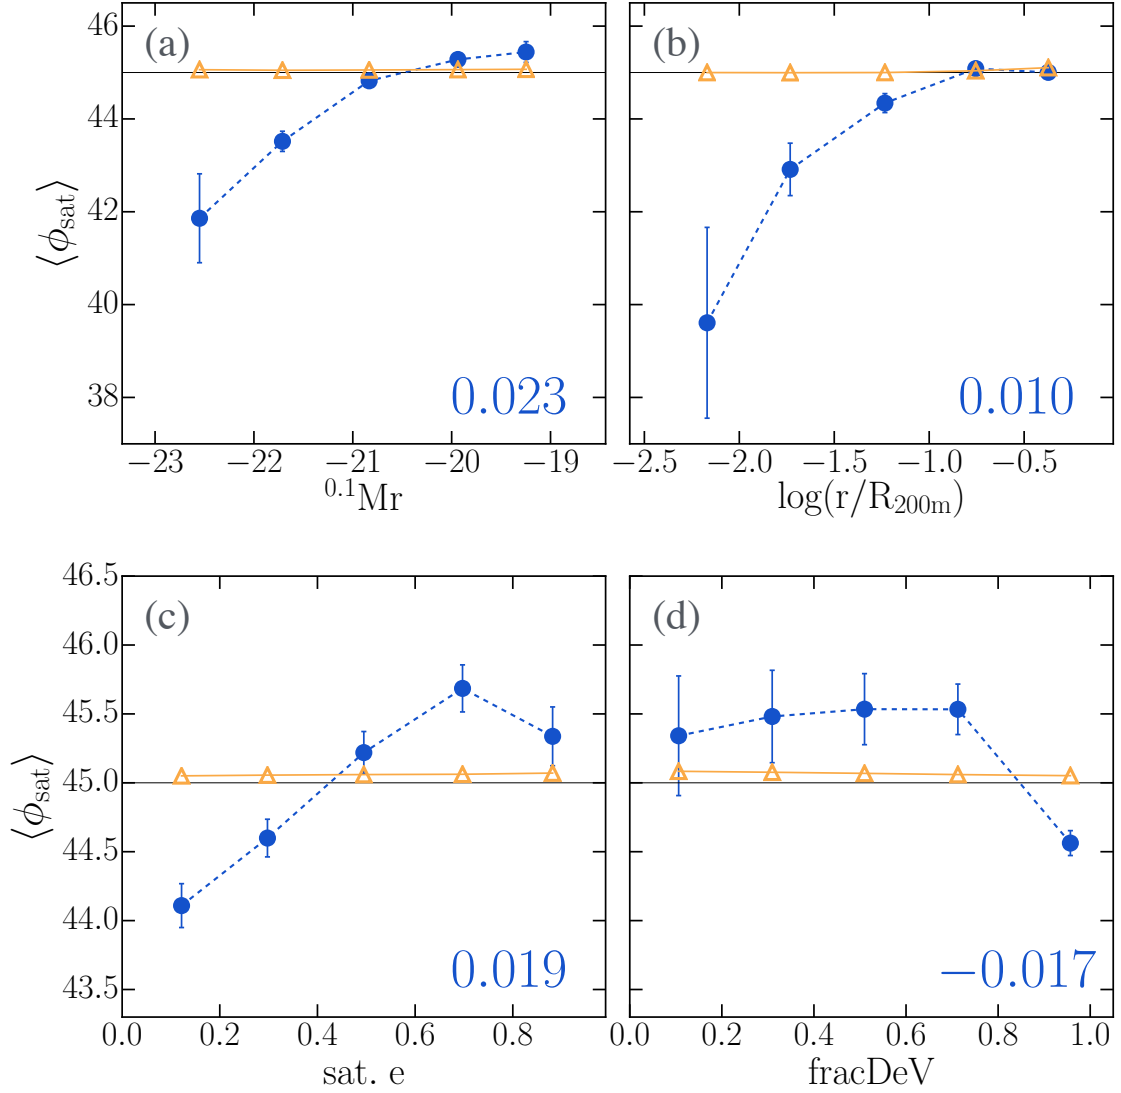 (a)
46
44
42
40
38
⟨ϕsat⟩
0.023
−23 −22 −21 −20 −19
0.1Mr
(b)
0.010
−2.5 −2.0 −1.5 −1.0 −0.5
log(r/R200m)
(c)
46.5
46.0
45.5
45.0
44.5
44.0
43.5
⟨ϕsat⟩
0.019
0.0 0.2 0.4 0.6 0.8
sat. e
(d)
−0.017
0.0 0.2 0.4 0.6 0.8 1.0
fracDeV